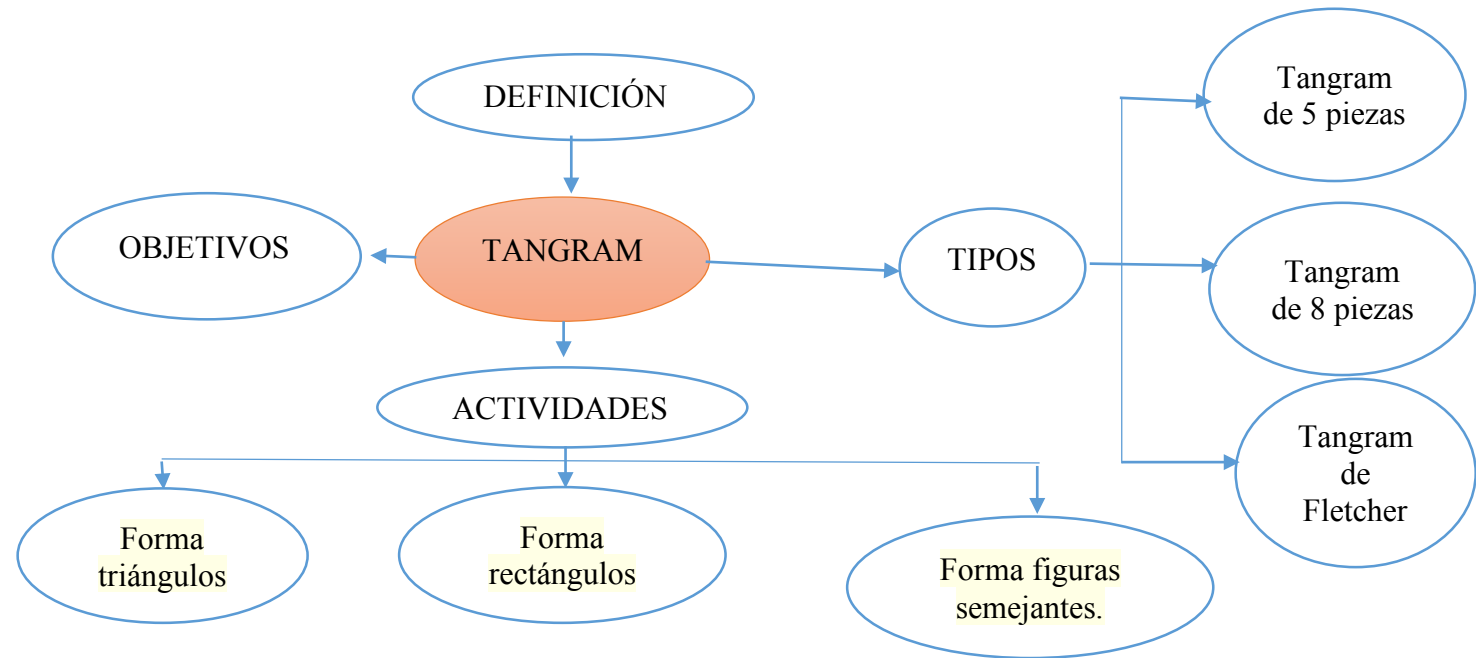 DEFINICIÓN
OBJETIVOS
TANGRAM
TIPOS
Tangram
de 5 piezas
Tangram
de 8 piezas
Tangram
de
Fletcher
ACTIVIDADES
Forma
triángulos
Forma
rectángulos
Forma figuras
semejantes.